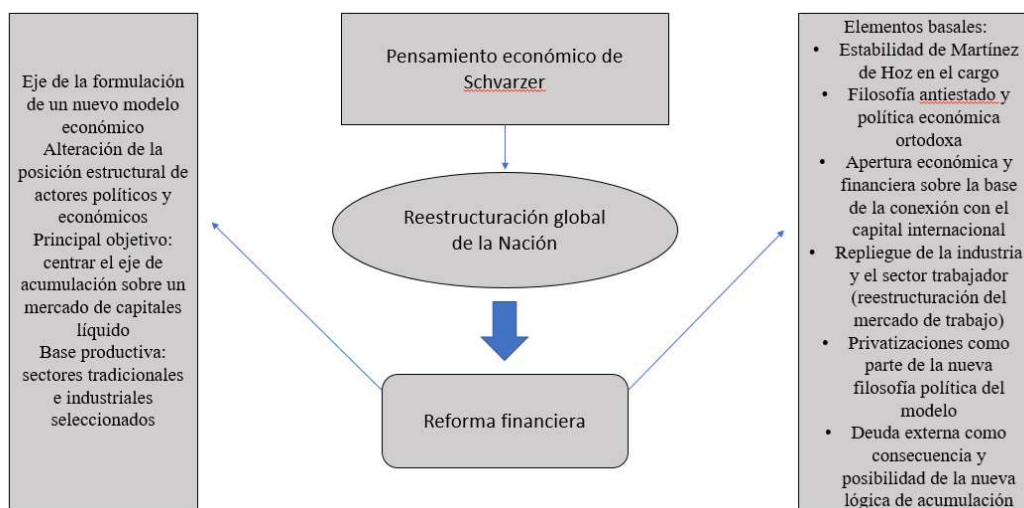 Eje de la formulación
de un nuevo modelo
económico
Alteración de la
posición estructural de
actores políticos y
económicos
Principal objetivo:
centrar el eje de
acumulación sobre un
mercado de capitales
líquido
Base productiva:
sectores tradicionales
e industriales
seleccionados
Pensamiento económico de
Schvarzer
Reestructuración global
de la Nación
Reforma financiera
Elementos basales:
• Estabilidad de Martínez
de Hoz en el cargo
• Filosofía antiestado y
política económica
ortodoxa
• Apertura económica y
financiera sobre la base
de la conexión con el
capital internacional
• Repliegue de la industria
y el sector trabajador
(reestructuración del
mercado de trabajo)
• Privatizaciones como
parte de la nueva
filosofía política del
modelo
• Deuda externa como
consecuencia y
posibilidad de la nueva
lógica de acumulación